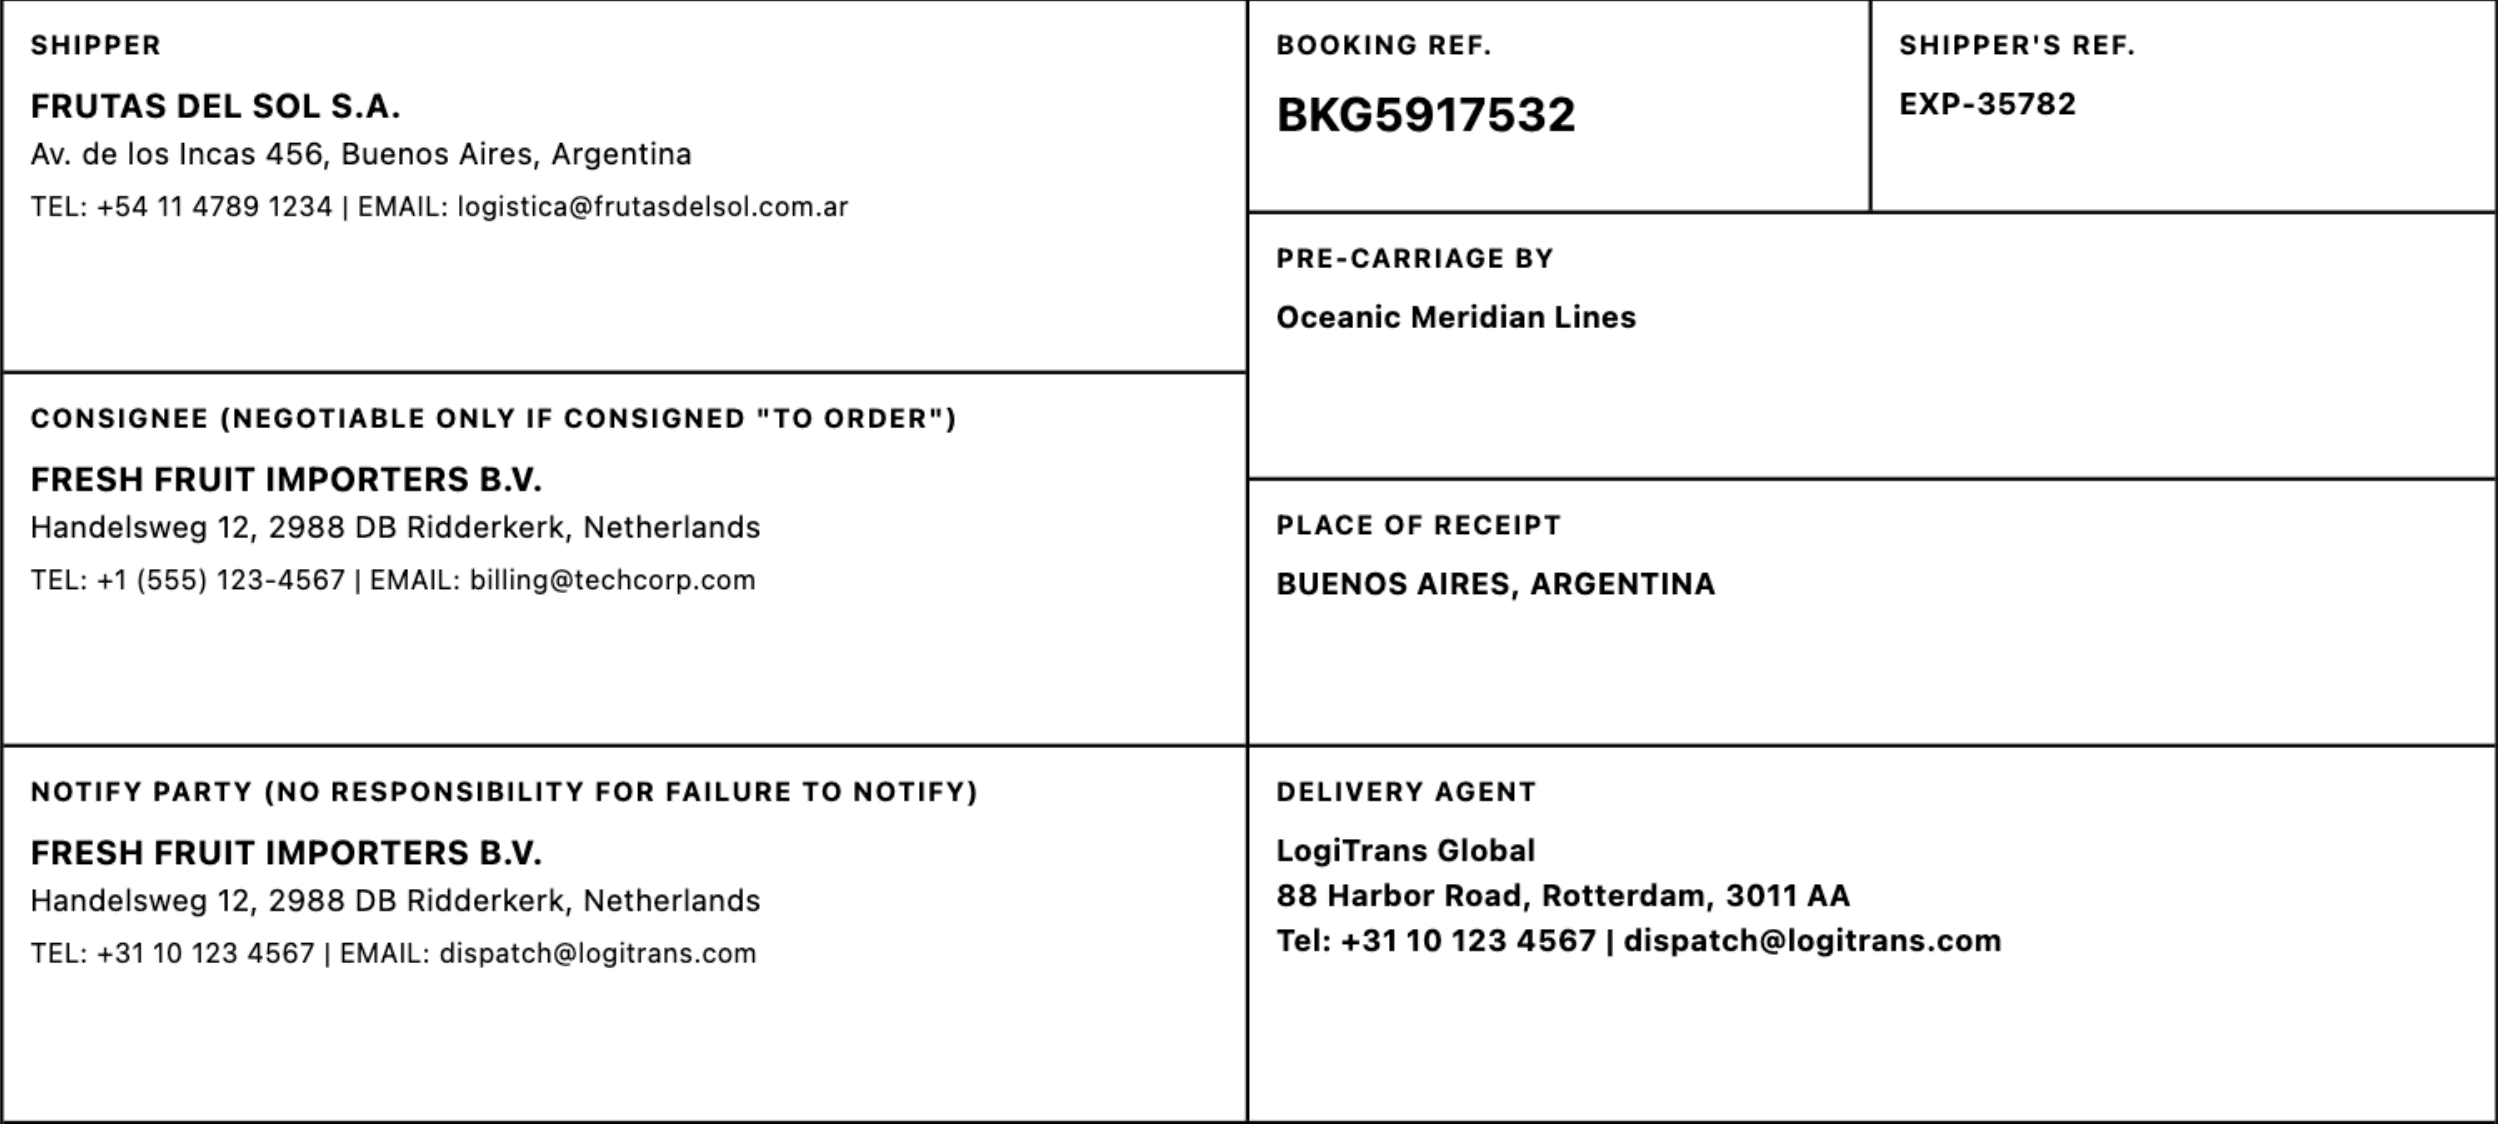 SHIPPER
FRUTAS DEL SOL S.A.
Av. de los Incas 456, Buenos Aires, Argentina
TEL: +54 11 4789 1234 | EMAIL: logistica@frutasdelsol.com.ar
CONSIGNEE (NEGOTIABLE ONLY IF CONSIGNED "TO ORDER")
FRESH FRUIT IMPORTERS B.V.
Handelsweg 12, 2988 DB Ridderkerk, Netherlands
TEL: +1 (555) 123-4567 | EMAIL: billing@techcorp.com
NOTIFY PARTY (NO RESPONSIBILITY FOR FAILURE TO NOTIFY)
FRESH FRUIT IMPORTERS B.V.
Handelsweg 12, 2988 DB Ridderkerk, Netherlands
TEL: +31 10 123 4567 | EMAIL: dispatch@logitrans.com
BOOKING REF.
BKG5917532
SHIPPER'S REF.
EXP-35782
PRE-CARRIAGE BY
Oceanic Meridian Lines
PLACE OF RECEIPT
BUENOS AIRES, ARGENTINA
DELIVERY AGENT
LogiTrans Global
88 Harbor Road, Rotterdam, 3011 AA
Tel: +31 10 123 4567 | dispatch@logitrans.com